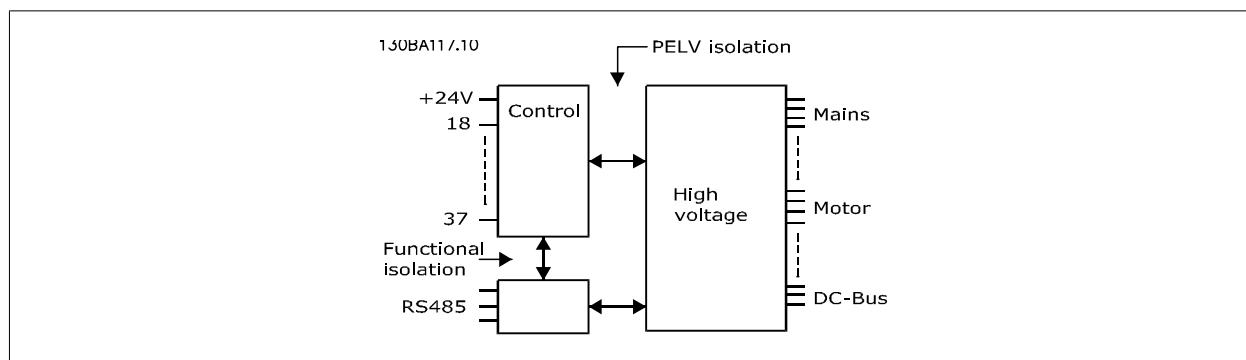 130BA117.10
PELV isolation
+24V
Control
Mains
18
High
voltage
37
Motor
Functional
isolation
RS485
DC-Bus